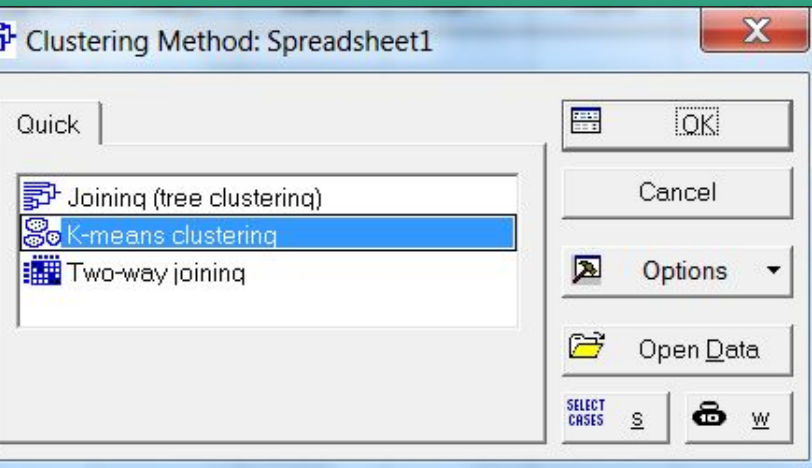 Clustering Method: Spreadsheet1
Quick
Joining (tree clustering)
K-means clustering
Two-way joining
OK
Cancel
Options
Open Data
SELECT CASES S
W